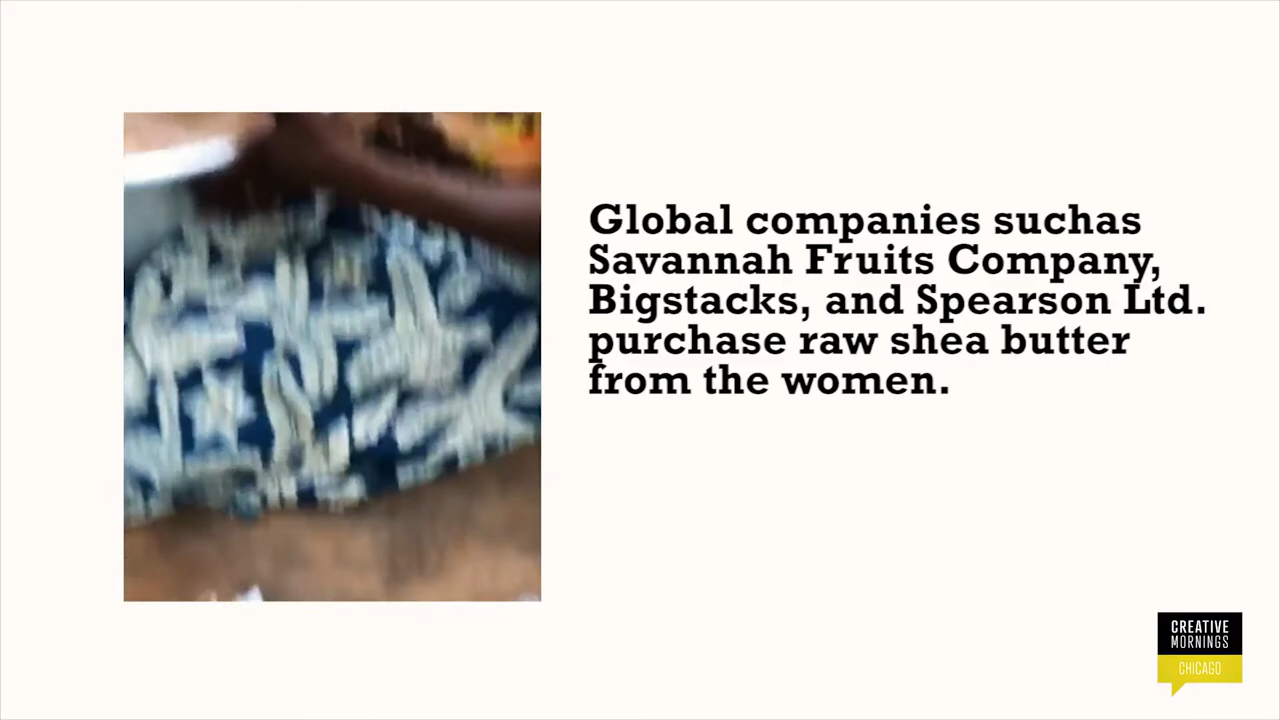 Global companies suchas
Savannah Fruits Company,
Bigstacks, and Spearson Ltd.
purchase raw shea butter
from the women.
CREATIVE
MORNINGS
CHICAGO